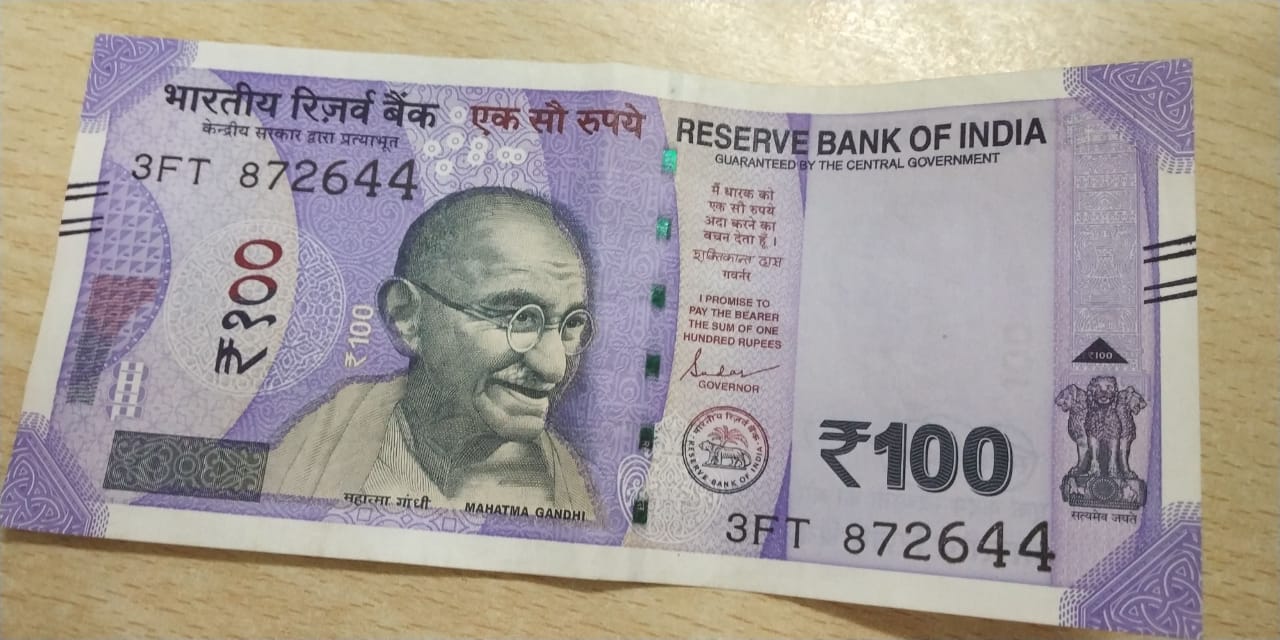 भारतीय रिज़र्व बैंक
केन्द्रीय सरकार द्वारा प्रत्याभूत
एक सौ रुपये
3FT 872644
₹१००
₹100
महात्मा गांधी
MAHATMA GANDHI
RESERVE BANK OF INDIA
GUARANTEED BY THE CENTRAL GOVERNMENT
मैं धारक को
एक सौ रुपये
अदा करने का
वचन देता हूँ ।
शक्तिकान्त दास
गवर्नर
I PROMISE TO
PAY THE BEARER
THE SUM OF ONE
HUNDRED RUPEES
GOVERNOR
भारतीय रिज़र्व बैंक
RESERVE BANK OF INDIA
₹100
3FT 872644
₹100
सत्यमेव जयते